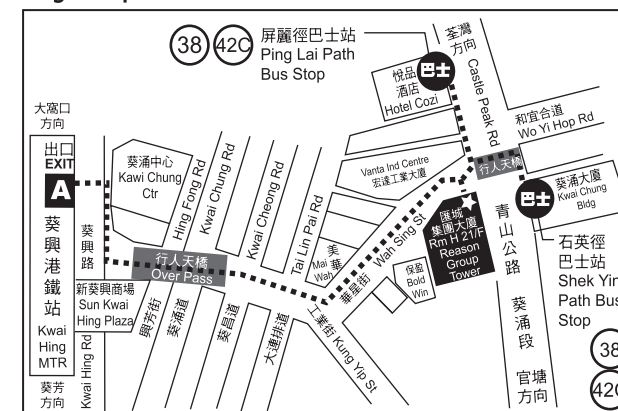 38
42C
屏麗徑巴士站
Ping Lai Path
Bus Stop
荃灣
方向
Castle Peak Rd
悅品
酒店
Hotel Cozi
巴士
和宜合道
Wo Yi Hop Rd
大窩口
方向
出口
EXIT
A
葵興港鐵站
Kwai
Hing
MTR
葵芳
方向
葵興路
Kwai Hing Rd
葵涌中心
Kawi Chung
Ctr
Hing Fong Rd
Kwai Chung Rd
Kwai Cheong Rd
Tai Lin Pai Rd
Vanta Ind Centre
宏達工業大廈
行人天橋
巴士
葵涌大廈
Kwai Chung
Bldg
美華
Mai
Wah
Wah Sing St
華星街
匯城
集團大廈
Rm H 21/F
Reason
Group
Tower
保盈
Bold
Win
青山公路
葵涌段
官塘
方向
石英徑
巴士站
Shek Yin
Path Bus
Stop
38
42C
行人天橋
Over Pass
新葵興商場
Sun Kwai
Hing Plaza
興芳街
葵涌道
葵昌道
大連排道
工業街 Kung Yip St